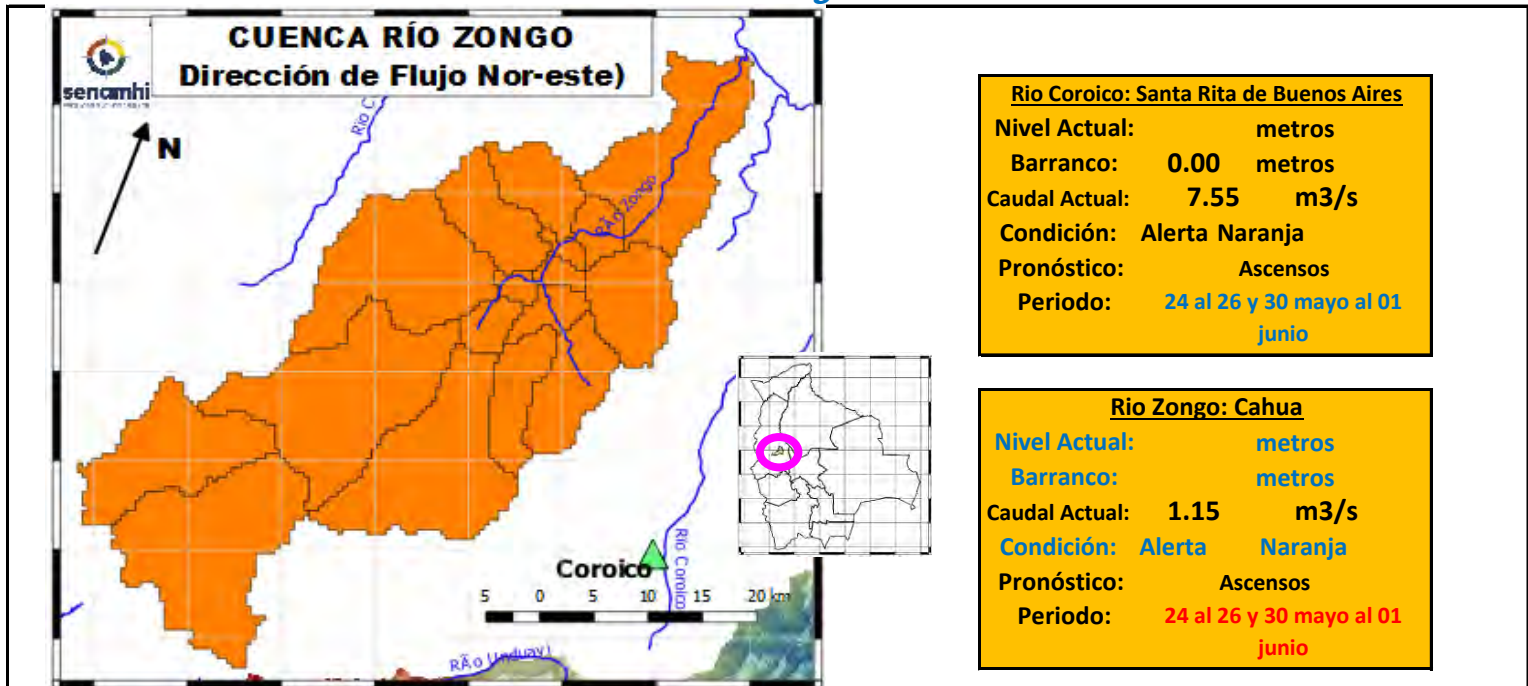 CUENCA RÍO ZONGO
Dirección de Flujo Nor-este)
senamhi
N
Río C
RÃo Zongo
Coroico
Río Coroico
5 0 5 10 15 20 km
RÃo Unduavi
Rio Coroico: Santa Rita de Buenos Aires
Nivel Actual: metros
Barranco: 0.00 metros
Caudal Actual: 7.55 m3/s
Condición: Alerta Naranja
Pronóstico: Ascensos
Periodo: 24 al 26 y 30 mayo al 01
junio
Rio Zongo: Cahua
Nivel Actual: metros
Barranco: metros
Caudal Actual: 1.15 m3/s
Condición: Alerta Naranja
Pronóstico: Ascensos
Periodo: 24 al 26 y 30 mayo al 01
junio